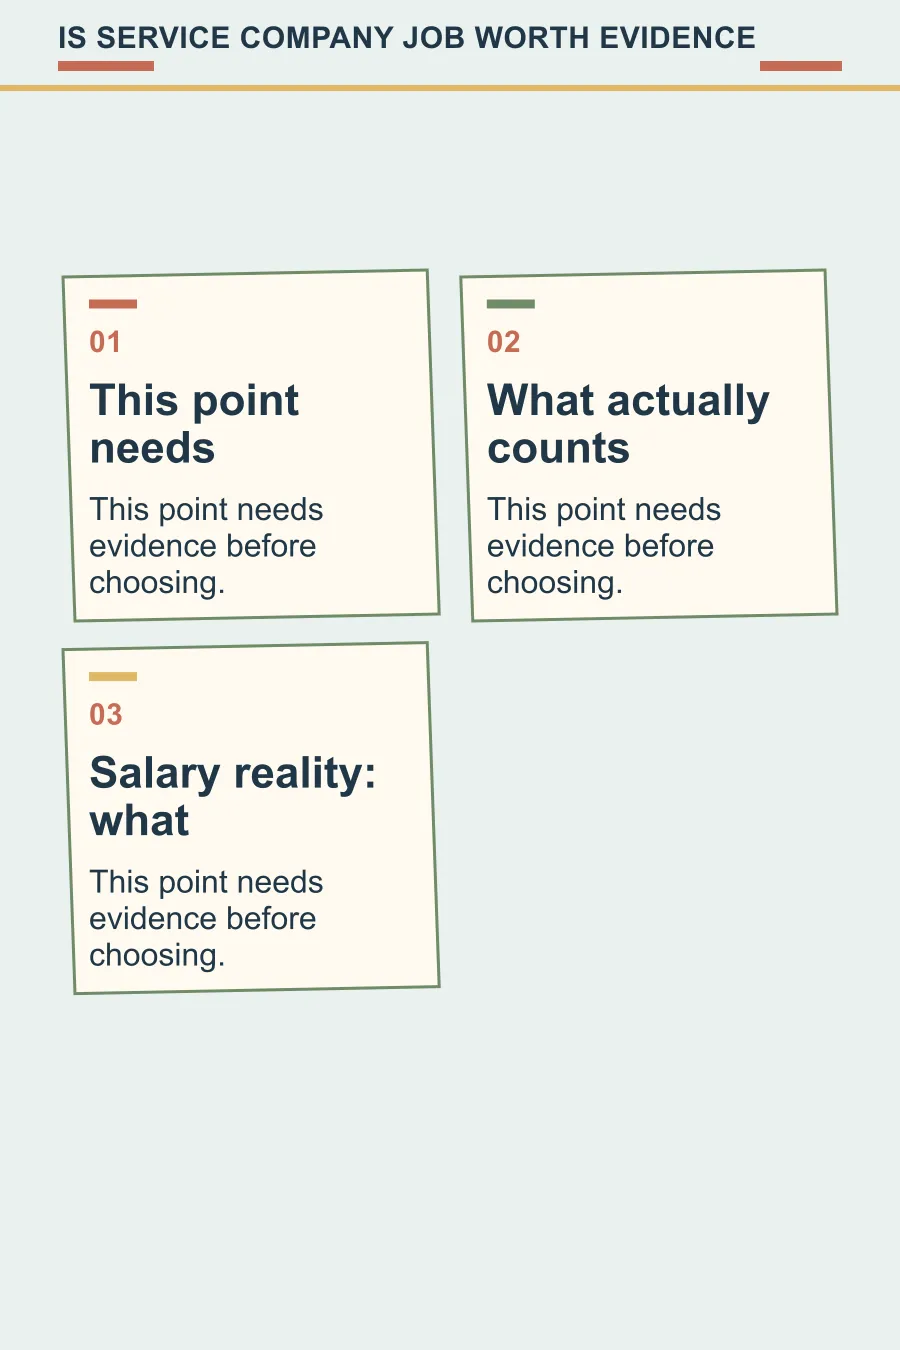 IS SERVICE COMPANY JOB WORTH EVIDENCE
01
This point
needs
This point needs
evidence before
choosing.
02
What actually
counts
This point needs
evidence before
choosing.
03
Salary reality:
what
This point needs
evidence before
choosing.